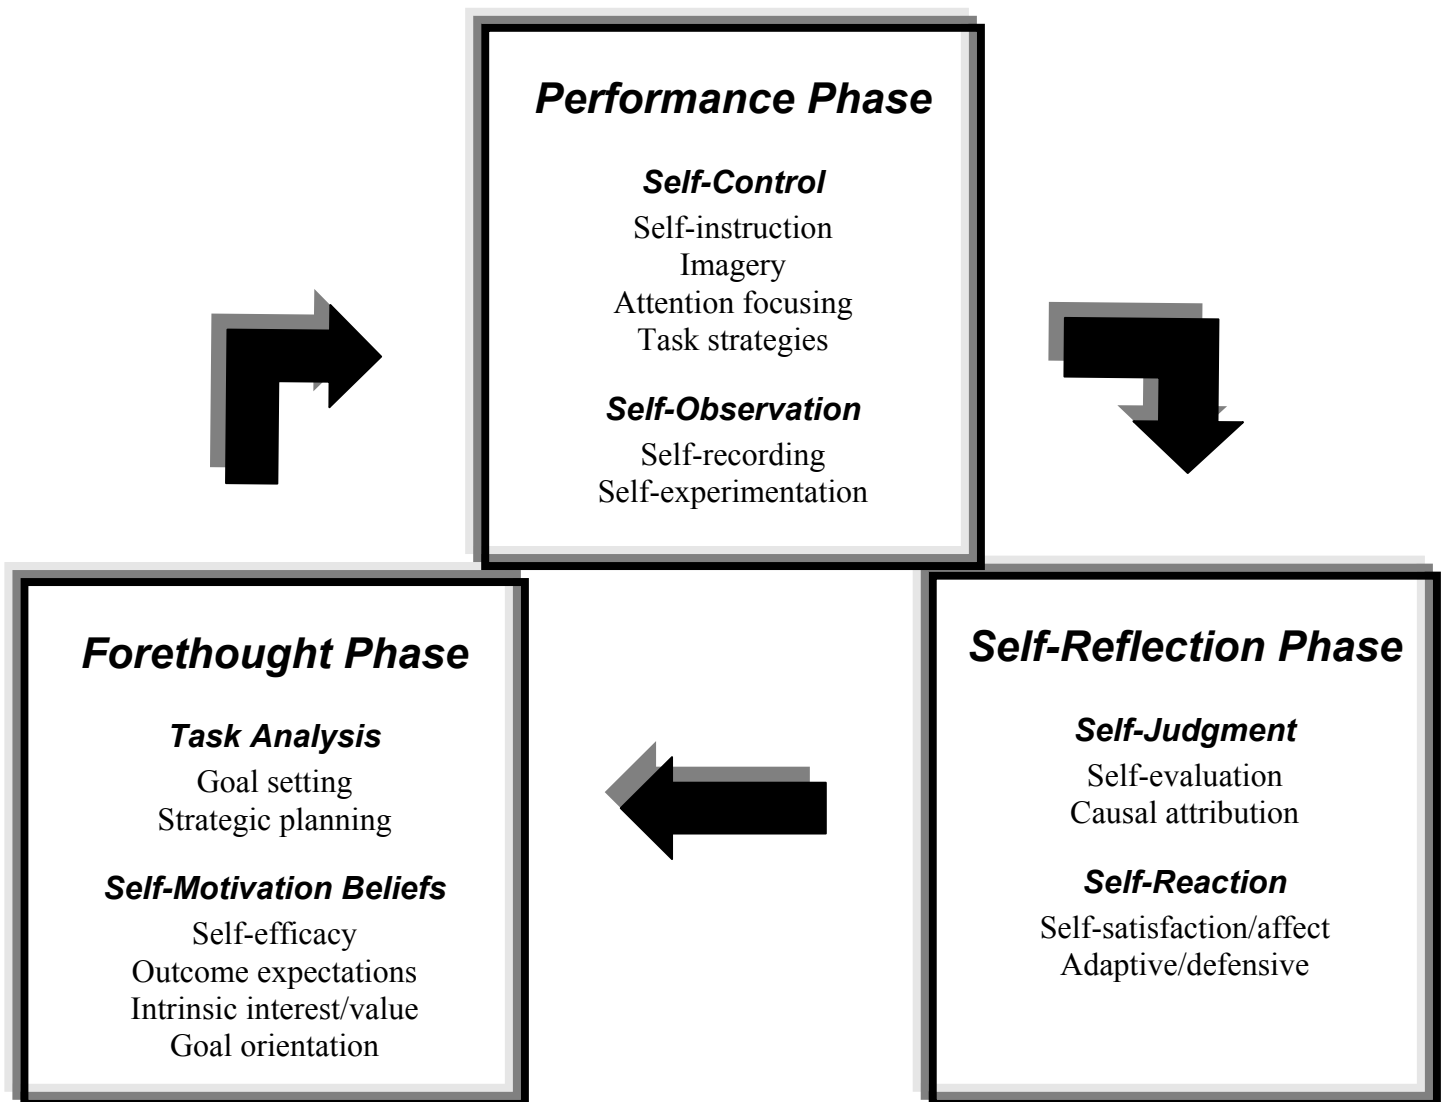 Performance Phase
Self-Control
Self-instruction
Imagery
Attention focusing
Task strategies
Self-Observation
Self-recording
Self-experimentation
Forethought Phase
Task Analysis
Goal setting
Strategic planning
Self-Motivation Beliefs
Self-efficacy
Outcome expectations
Intrinsic interest/value
Goal orientation
Self-Reflection Phase
Self-Judgment
Self-evaluation
Causal attribution
Self-Reaction
Self-satisfaction/affect
Adaptive/defensive